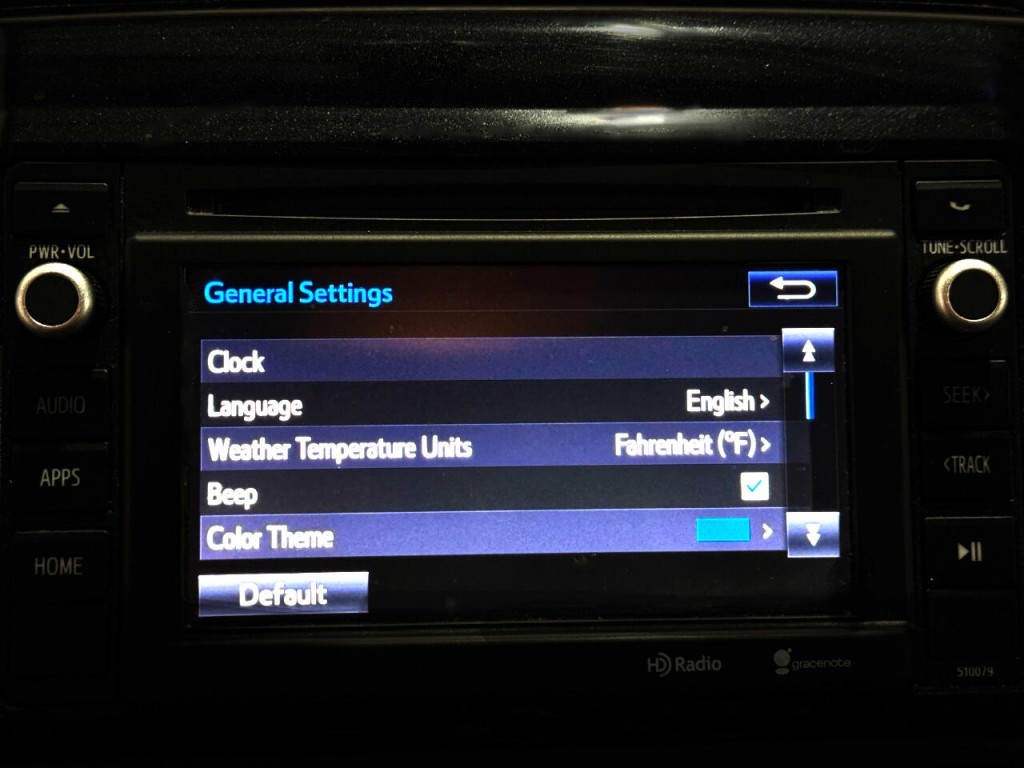 PWR•VOL
TUNE•SCROLL
General Settings
Clock
Language English >
Weather Temperature Units Fahrenheit (°F) >
Beep
Color Theme >
Default
AUDIO
APPS
HOME
SEEK>
<TRACK
HD Radio
gracenote
510079